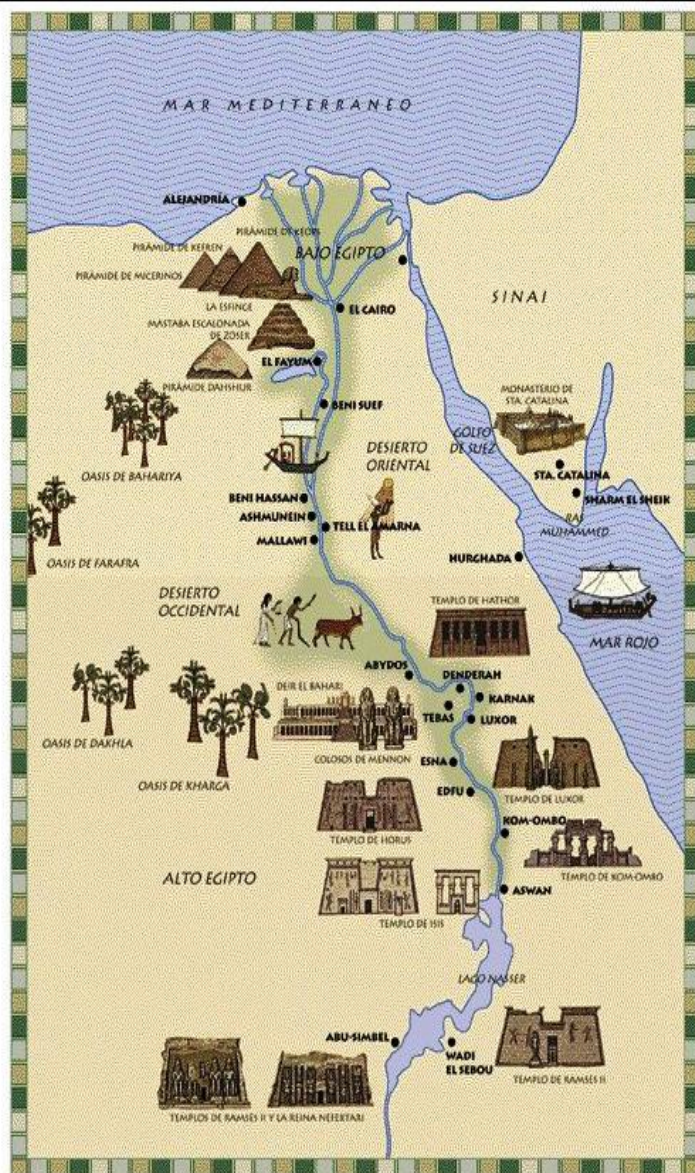 MAR MEDITERRANEO
ALEJANDRÍA
PIRÁMIDE DE KEOPS
PIRÁMIDE DE KEFREN
BAJO EGIPTO
PIRÁMIDE DE MICERINOS
SINAI
LA ESFINGE
EL CAIRO
MASTABA ESCALONADA
DE ZOSER
EL FAYUM
PIRÁMIDE DAHSHUR
MONASTERIO DE
STA. CATALINA
BENI SUEF
GOLFO
DE SUEZ
DESIERTO
ORIENTAL
OASIS DE BAHARIYA
STA. CATALINA
BENI HASSAN
SHARM EL SHEIK
ASHMUNEIN
TELL EL AMARNA
RAS
MUHAMMED
MALLAWI
HURGHADA
OASIS DE FARAFRA
DESIERTO
OCCIDENTAL
TEMPLO DE HATHOR
MAR ROJO
ABYDOS
DENDERAH
DEIR EL BAHARI
KARNAK
TEBAS
LUXOR
OASIS DE DAKHLA
COLOSOS DE MENNON
ESNA
OASIS DE KHARGA
EDFU
TEMPLO DE LUXOR
KOM-OMBO
TEMPLO DE HORUS
TEMPLO DE KOM-OMBO
ALTO EGIPTO
ASWAN
TEMPLO DE ISIS
LAGO NASSER
ABU-SIMBEL
WADI
EL SEBOU
TEMPLO DE RAMSES II
TEMPLOS DE RAMSES II Y LA REINA NEFERTARI